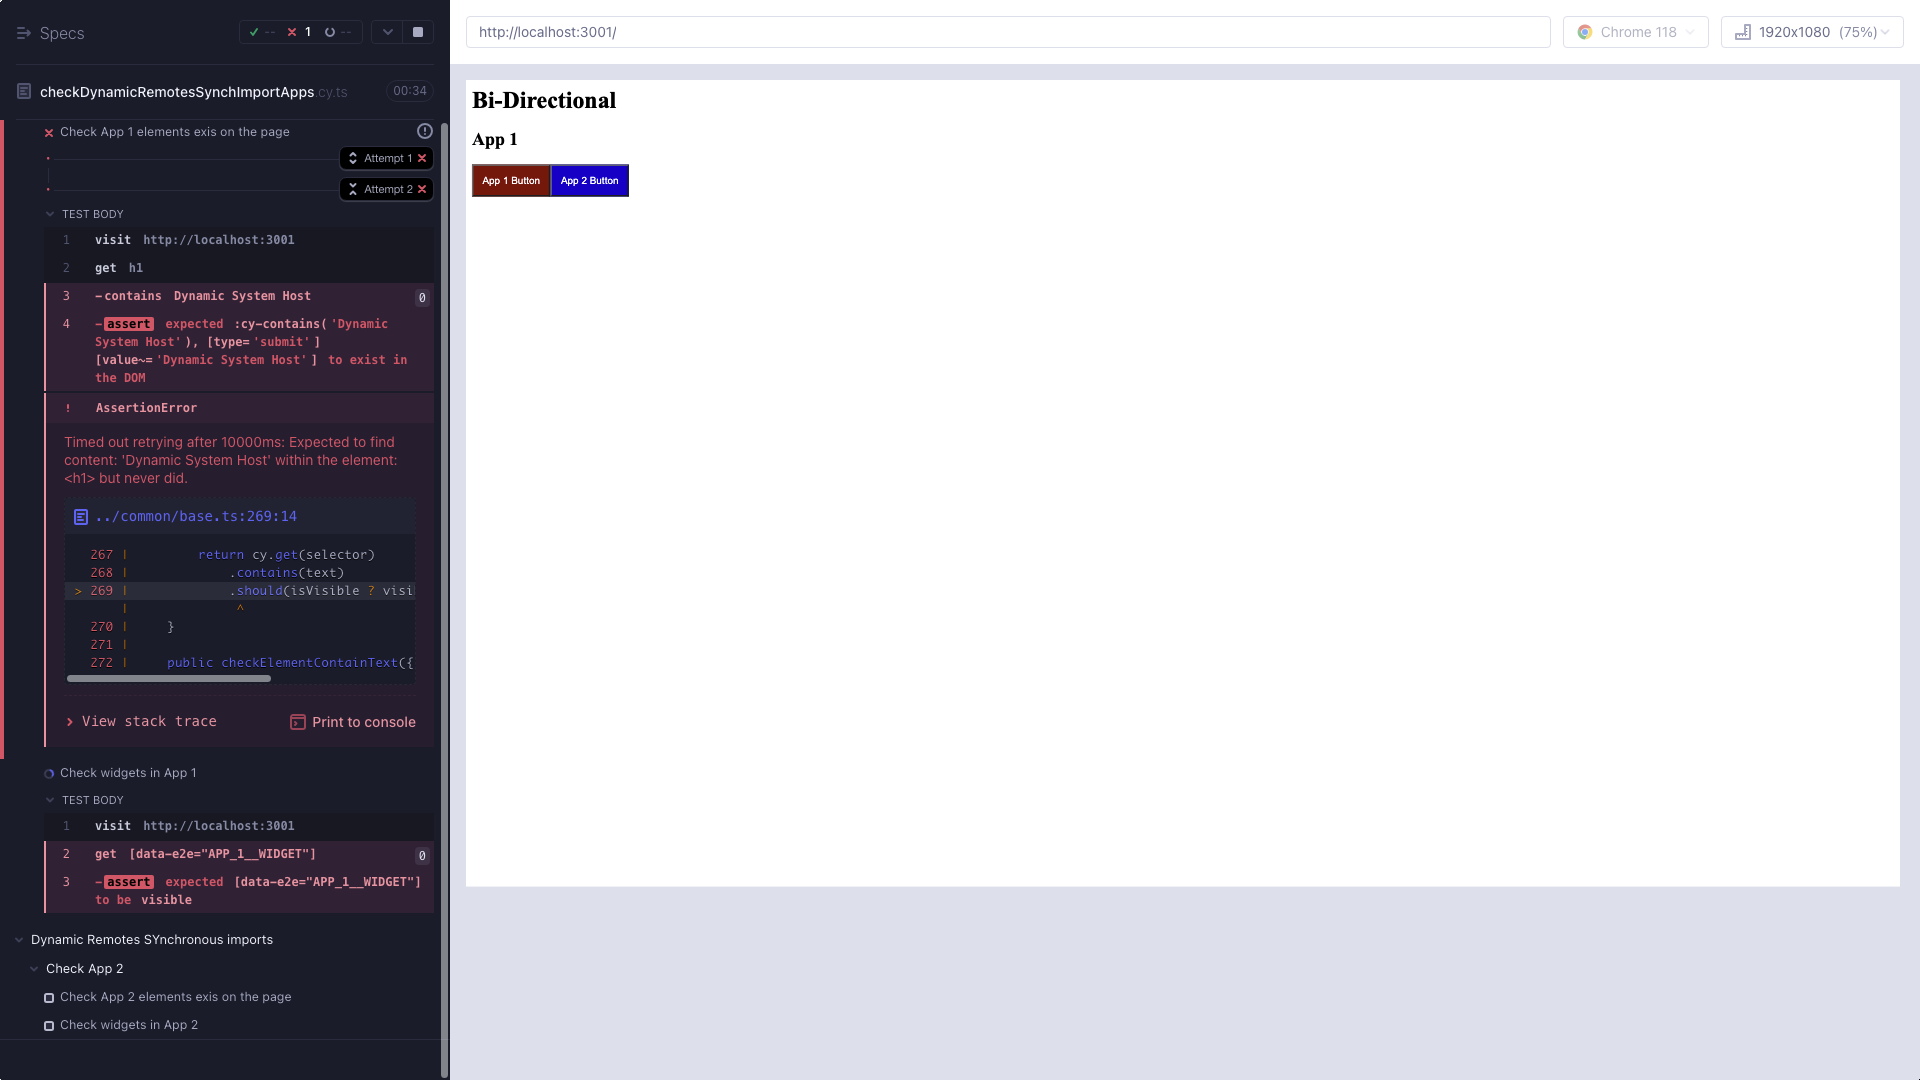 Specs
-- 1 --
checkDynamicRemotesSynchImportApps.cy.ts 00:34
Check App 1 elements exis on the page
Attempt 1
Attempt 2
TEST BODY
1 visit http://localhost:3001
2 get h1
3 -contains Dynamic System Host 0
4 -assert expected :cy-contains('Dynamic
System Host'), [type='submit']
[value~='Dynamic System Host'] to exist in
the DOM
! AssertionError
Timed out retrying after 10000ms: Expected to find
content: 'Dynamic System Host' within the element:
<h1> but never did.
../common/base.ts:269:14
267 | return cy.get(selector)
268 | .contains(text)
> 269 | .should(isVisible ? visi
| ^
270 | }
271 |
272 | public checkElementContainText({
> View stack trace
Print to console
Check widgets in App 1
TEST BODY
1 visit http://localhost:3001
2 get [data-e2e="APP_1__WIDGET"] 0
3 -assert expected [data-e2e="APP_1__WIDGET"]
to be visible
Dynamic Remotes SYnchronous imports
Check App 2
Check App 2 elements exis on the page
Check widgets in App 2
http://localhost:3001/
Chrome 118
1920x1080 (75%)
Bi-Directional
App 1
App 1 Button
App 2 Button